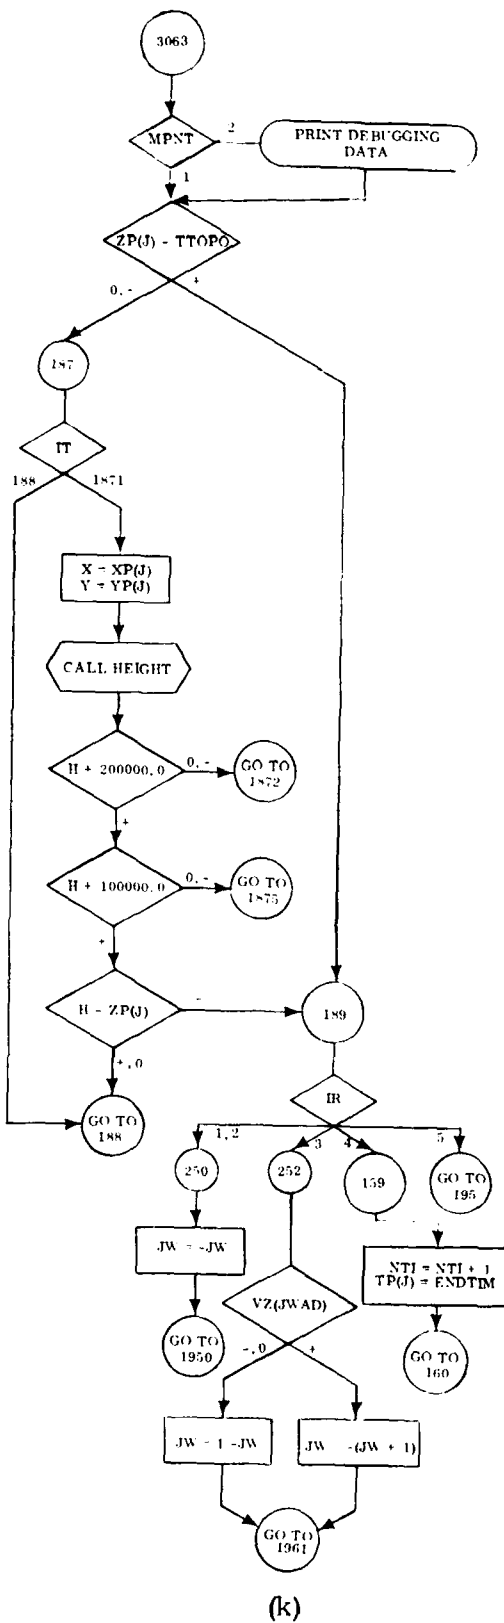 3063
MPNT
2
PRINT DEBUGGING
DATA
1
ZP(J) - TTOPO
0, -
+
187
IT
188
1871
X = XP(J)
Y = YP(J)
CALL HEIGHT
H + 200000.0
0, -
GO TO
1872
+
H + 100000.0
0, -
GO TO
1875
+
H - ZP(J)
-
189
+, 0
GO TO
188
IR
1, 2
3
4
5
250
252
159
GO TO
195
JW = -JW
NTI = NTI + 1
TP(J) = ENDTIM
VZ(JWAD)
GO TO
1950
-, 0
+
GO TO
160
JW = 1 -JW
JW -(JW + 1)
GO TO
1961
(k)